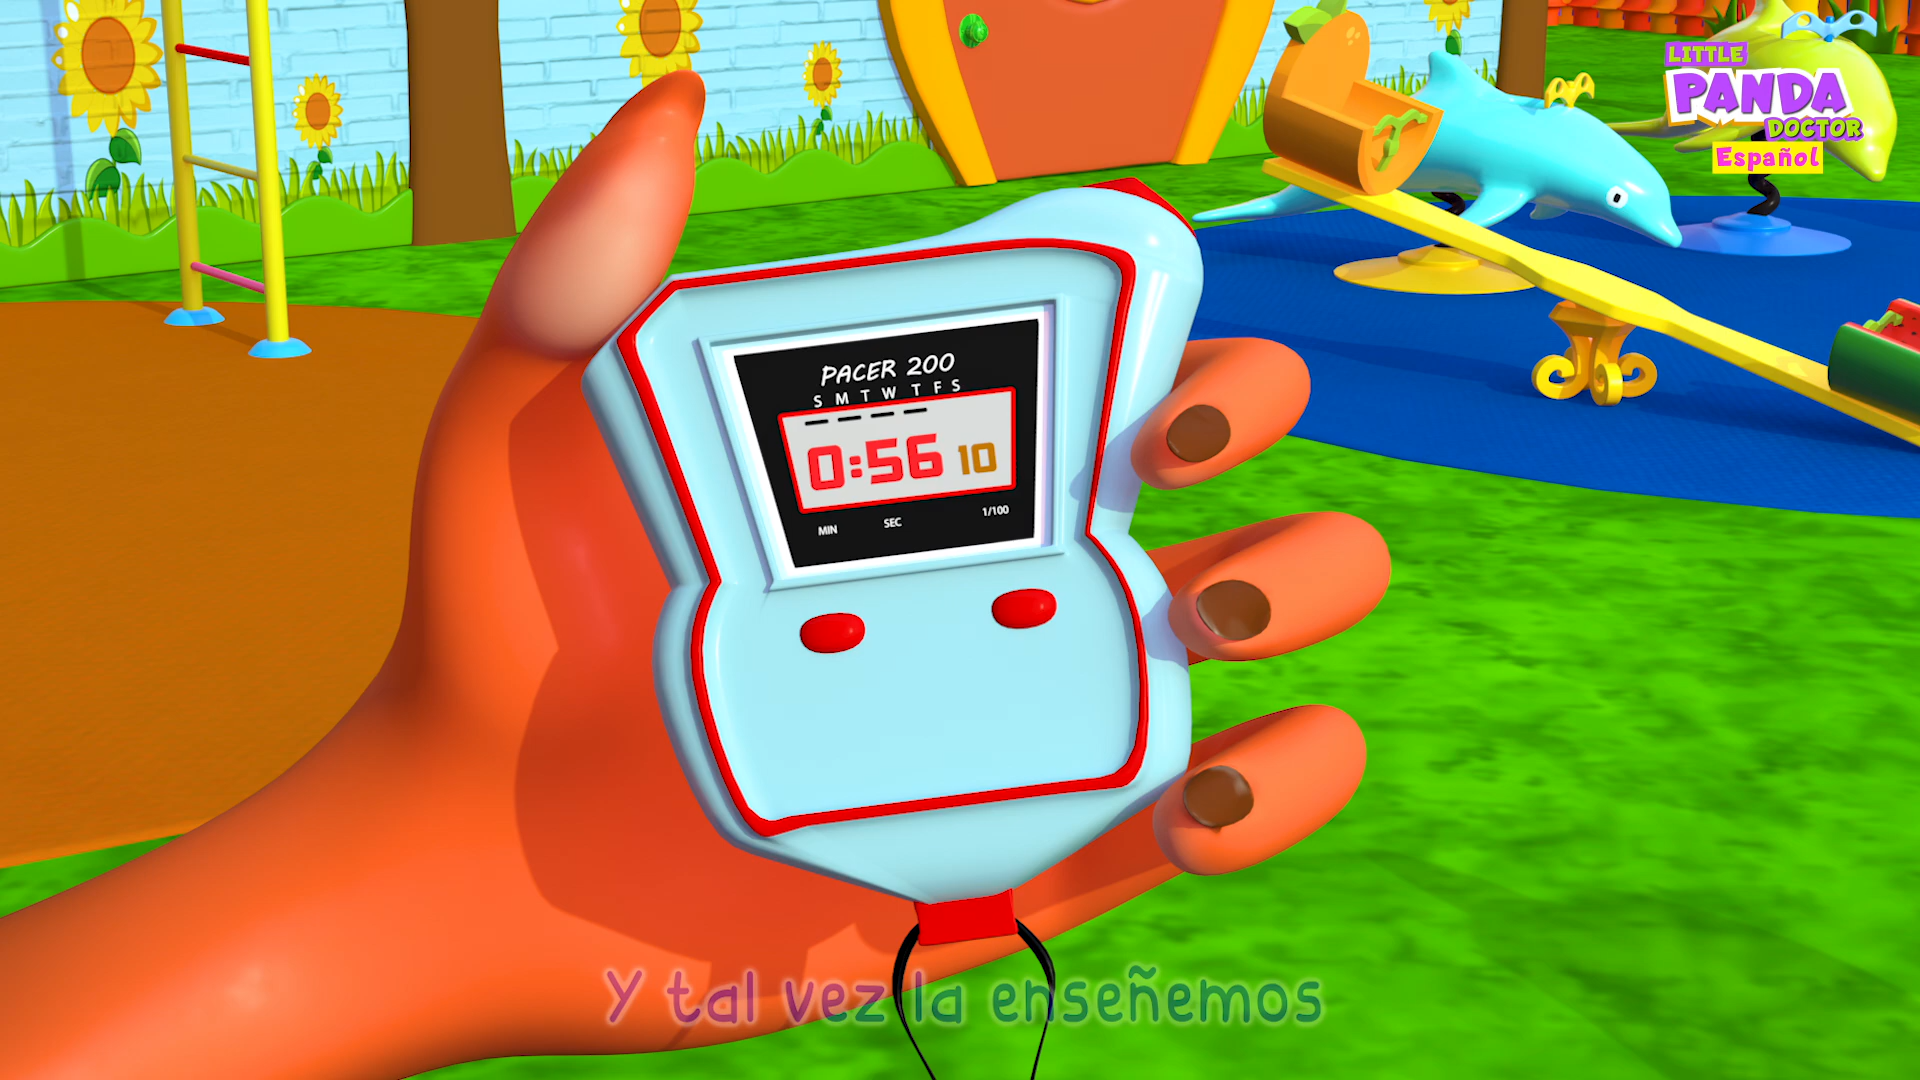 LITTLE
PANDA
DOCTOR
Español
PACER 200
S M T W T F S
0:56 10
MIN SEC 1/100
Y tal vez la enseñemos